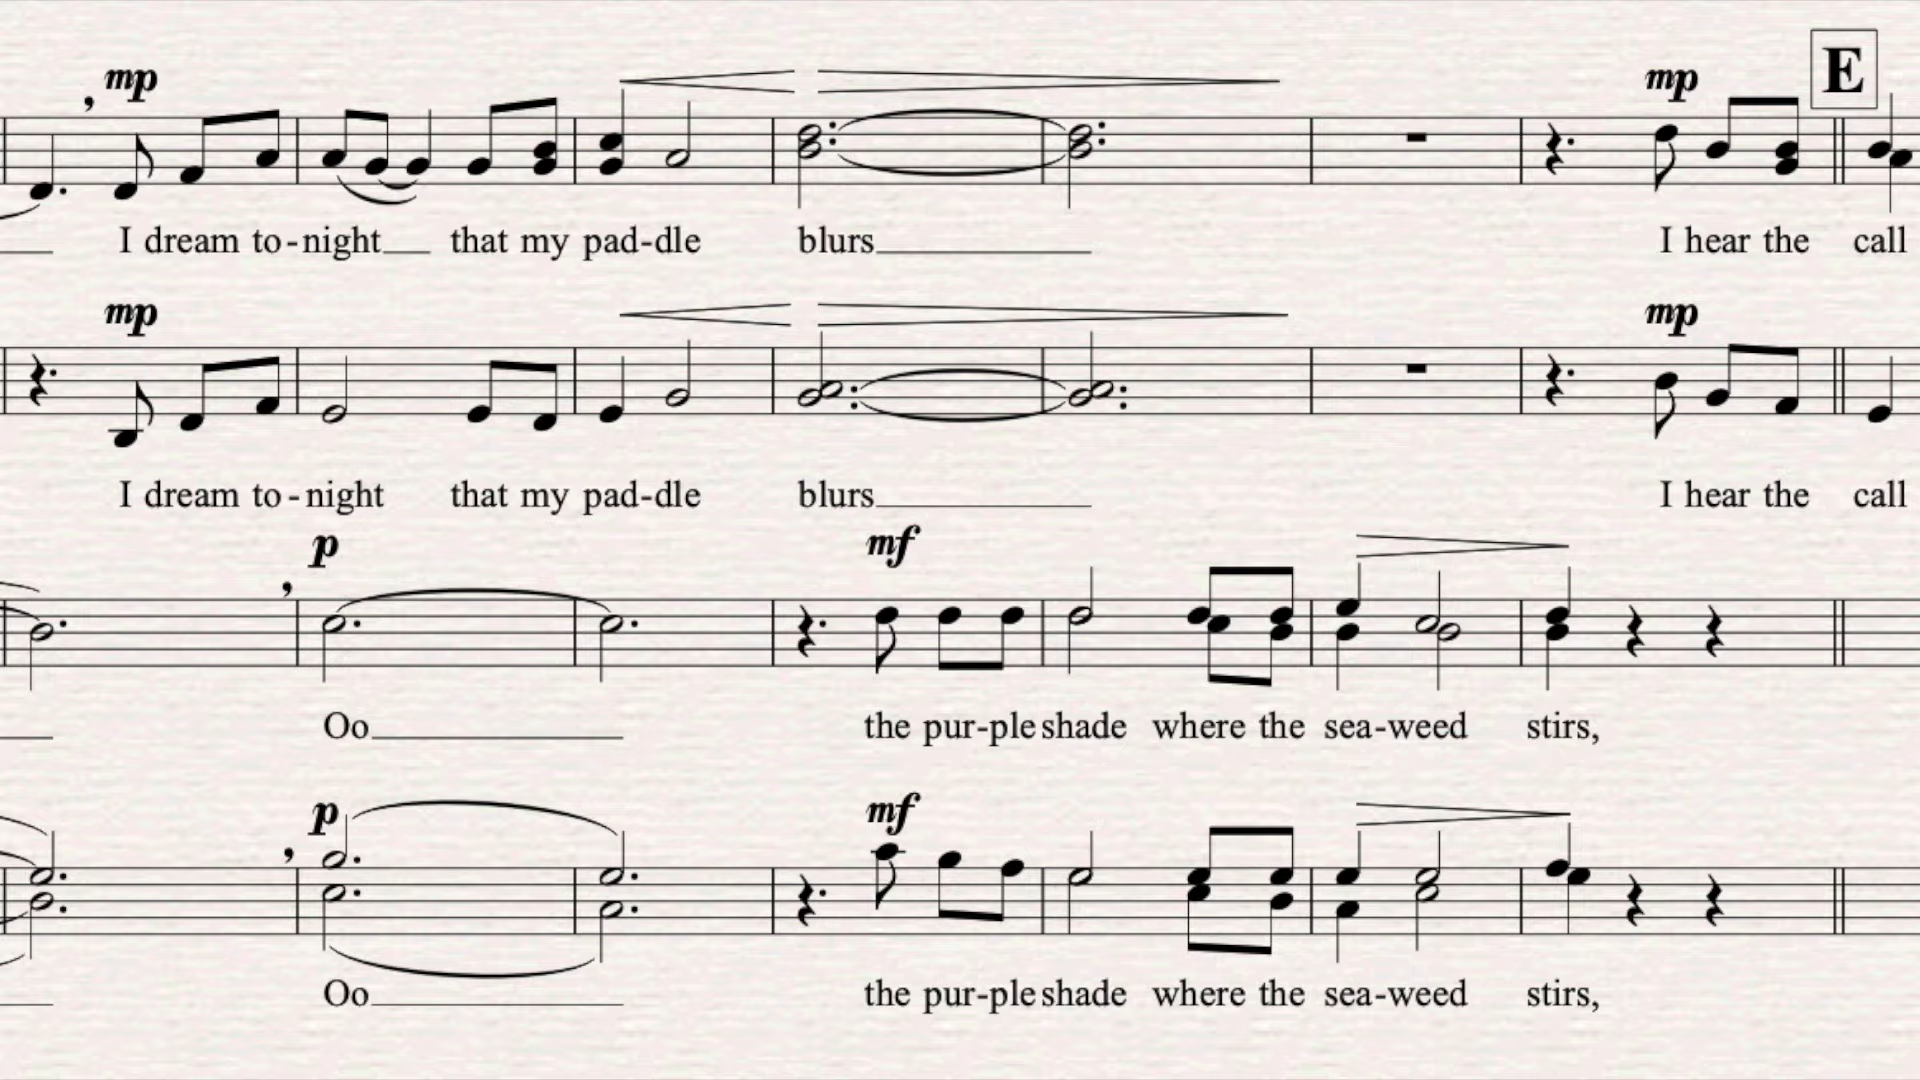 mp mp E
I dream to-night that my pad-dle blurs I hear the call
mp mp
I dream to-night that my pad-dle blurs I hear the call
p mf
Oo the pur-ple shade where the sea-weed stirs,
p mf
Oo the pur-ple shade where the sea-weed stirs,